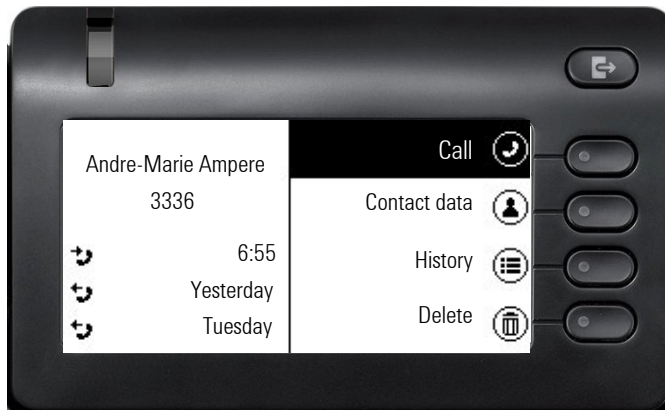 Andre-Marie Ampere
3336
6:55
Yesterday
Tuesday
Call
Contact data
History
Delete